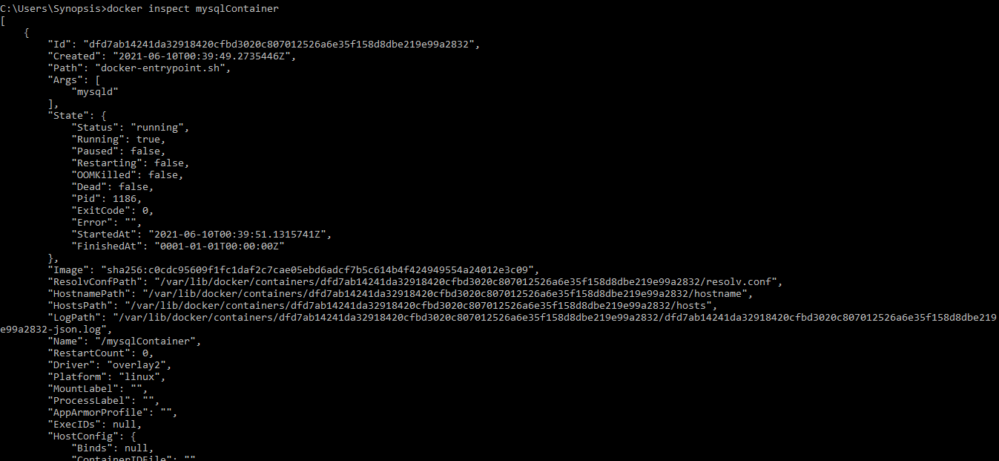 C:\Users\Synopsis>docker inspect mysqlContainer
[
    {
        "Id": "dfd7ab14241da32918420cfbd3020c807012526a6e35f158d8dbe219e99a2832",
        "Created": "2021-06-10T00:39:49.2735446Z",
        "Path": "docker-entrypoint.sh",
        "Args": [
            "mysqld"
        ],
        "State": {
            "Status": "running",
            "Running": true,
            "Paused": false,
            "Restarting": false,
            "OOMKilled": false,
            "Dead": false,
            "Pid": 1186,
            "ExitCode": 0,
            "Error": "",
            "StartedAt": "2021-06-10T00:39:51.1315741Z",
            "FinishedAt": "0001-01-01T00:00:00Z"
        },
        "Image": "sha256:c0cdc95609f1fc1daf2c7cae05ebd6adcf7b5c614b4f424949554a24012e3c09",
        "ResolvConfPath": "/var/lib/docker/containers/dfd7ab14241da32918420cfbd3020c807012526a6e35f158d8dbe219e99a2832/resolv.conf",
        "HostnamePath": "/var/lib/docker/containers/dfd7ab14241da32918420cfbd3020c807012526a6e35f158d8dbe219e99a2832/hostname",
        "HostsPath": "/var/lib/docker/containers/dfd7ab14241da32918420cfbd3020c807012526a6e35f158d8dbe219e99a2832/hosts",
        "LogPath": "/var/lib/docker/containers/dfd7ab14241da32918420cfbd3020c807012526a6e35f158d8dbe219e99a2832/dfd7ab14241da32918420cfbd3020c807012526a6e35f158d8dbe219
e99a2832-json.log",
        "Name": "/mysqlContainer",
        "RestartCount": 0,
        "Driver": "overlay2",
        "Platform": "linux",
        "MountLabel": "",
        "ProcessLabel": "",
        "AppArmorProfile": "",
        "ExecIDs": null,
        "HostConfig": {
            "Binds": null,
            "ContainerIDFile": ""